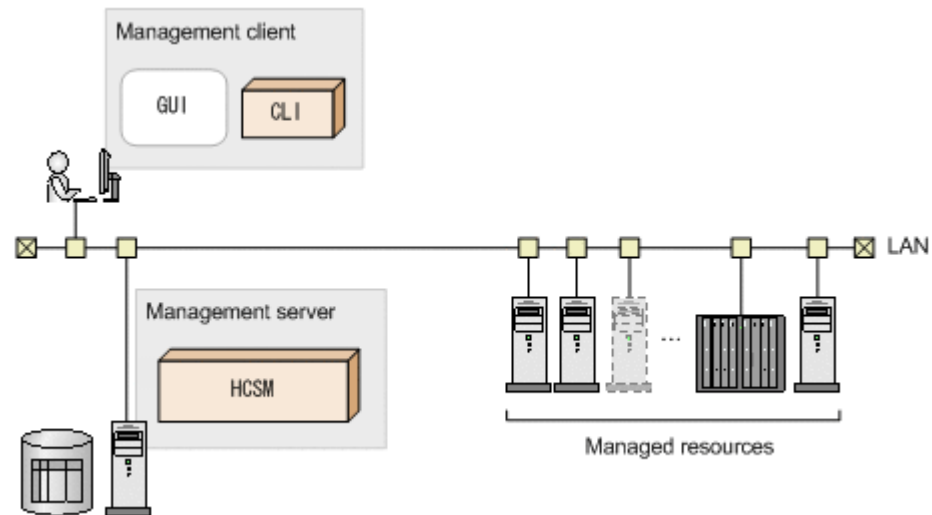 Management client
GUI
CLI
LAN
Management server
HCSM
...
Managed resources